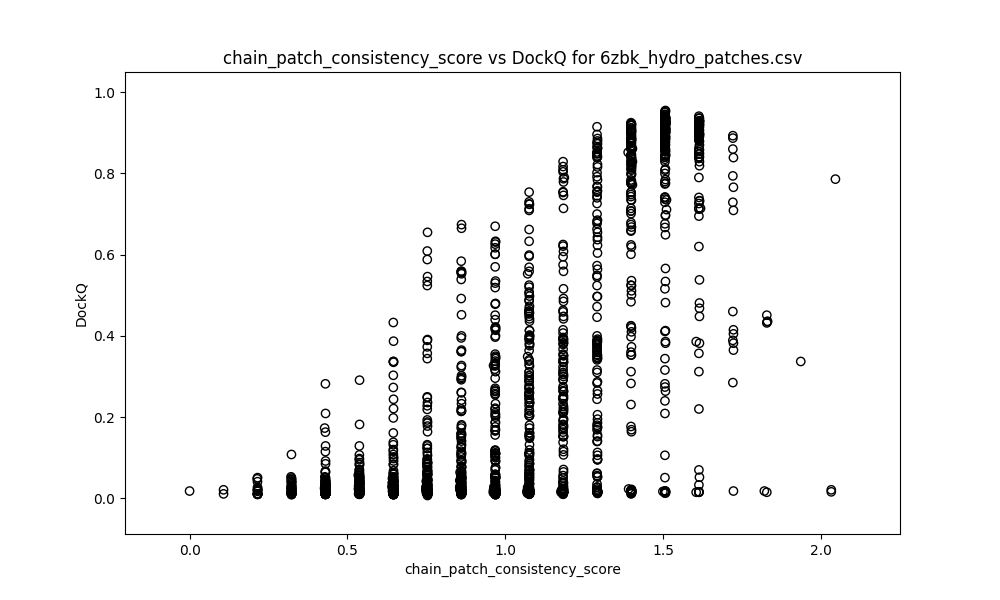 chain_patch_consistency_score vs DockQ for 6zbk_hydro_patches.csv
1.0
0.8
0.6
0.4
0.2
0.0
DockQ
0.0 0.5 1.0 1.5 2.0
chain_patch_consistency_score